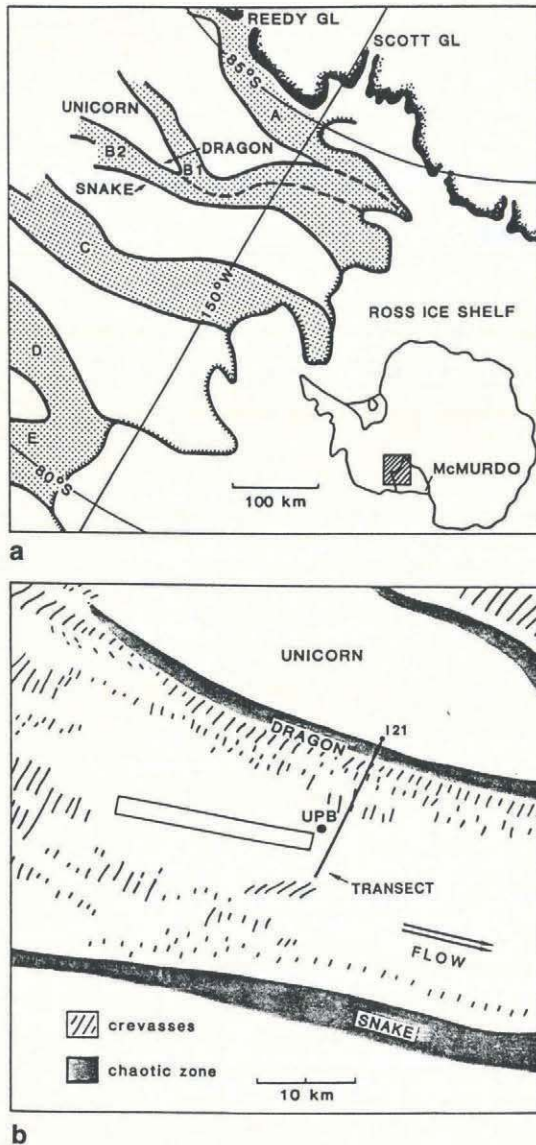 REEDY GL
SCOTT GL
85°S
A
UNICORN
DRAGON
B2
B1
SNAKE
C
150°W
ROSS ICE SHELF
D
E
80°S
McMURDO
100 km
a
UNICORN
DRAGON
121
UPB
TRANSECT
FLOW
crevasses
SNAKE
chaotic zone
10 km
b